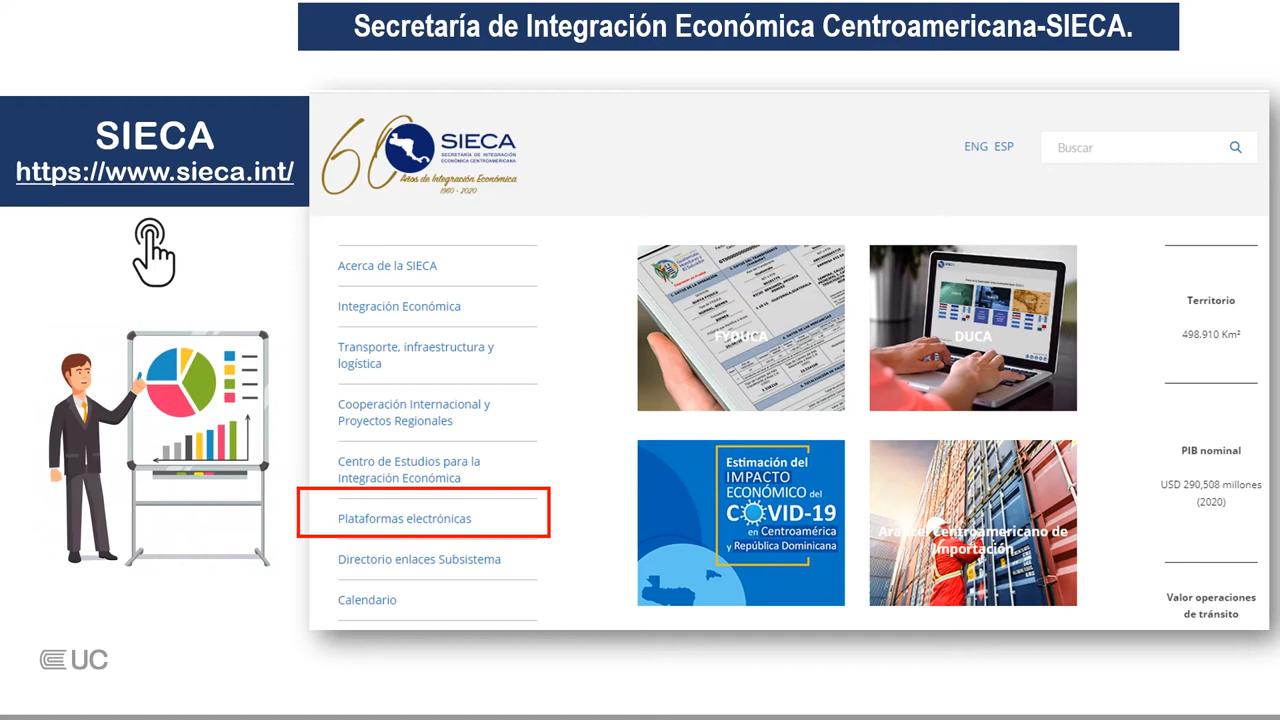 Secretaría de Integración Económica Centroamericana-SIECA.
SIECA
https://www.sieca.int/
60
SIECA
SECRETARÍA DE INTEGRACIÓN
ECONÓMICA CENTROAMERICANA
Años de Integración Económica
1960 - 2020
ENG ESP
Buscar
Acerca de la SIECA
Integración Económica
Transporte, infraestructura y
logística
Cooperación Internacional y
Proyectos Regionales
Centro de Estudios para la
Integración Económica
Plataformas electrónicas
Directorio enlaces Subsistema
Calendario
FYDUCA
DUCA
Estimación del
IMPACTO
ECONÓMICO del
COVID-19
en Centroamérica
y República Dominicana
Arancel Centroamericano de
Importación
Territorio
498,910 Km²
PIB nominal
USD 290,508 millones
(2020)
Valor operaciones
de tránsito
UC